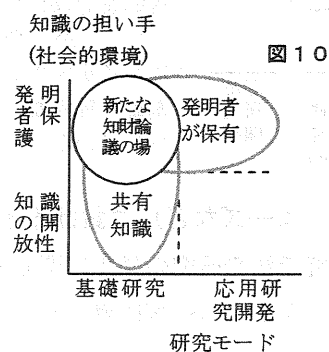 知識の担い手
(社会的環境)
図10
発明
者保
護
新たな
知財論
議の場
発明者
が保有
知識
の開
放性
共有
知識
基礎研究
応用研
究開発
研究モード